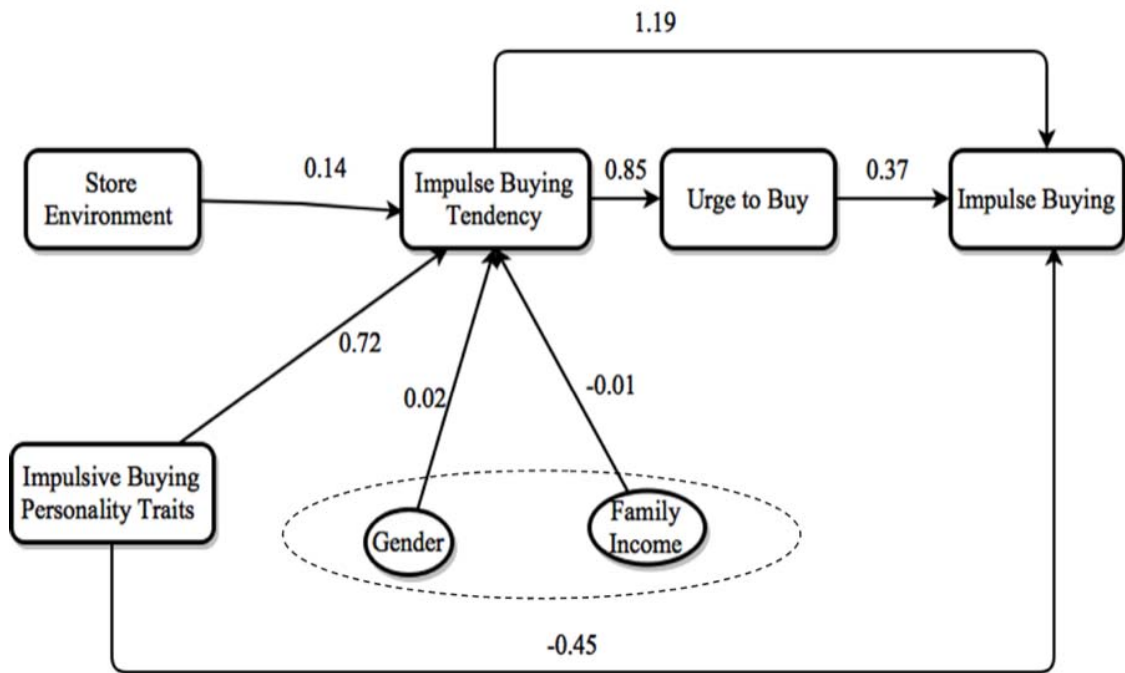 1.19
Store
Environment
0.14
Impulse Buying
Tendency
0.85
Urge to Buy
0.37
Impulse Buying
0.72
0.02
-0.01
Impulsive Buying
Personality Traits
Gender
Family
Income
-0.45